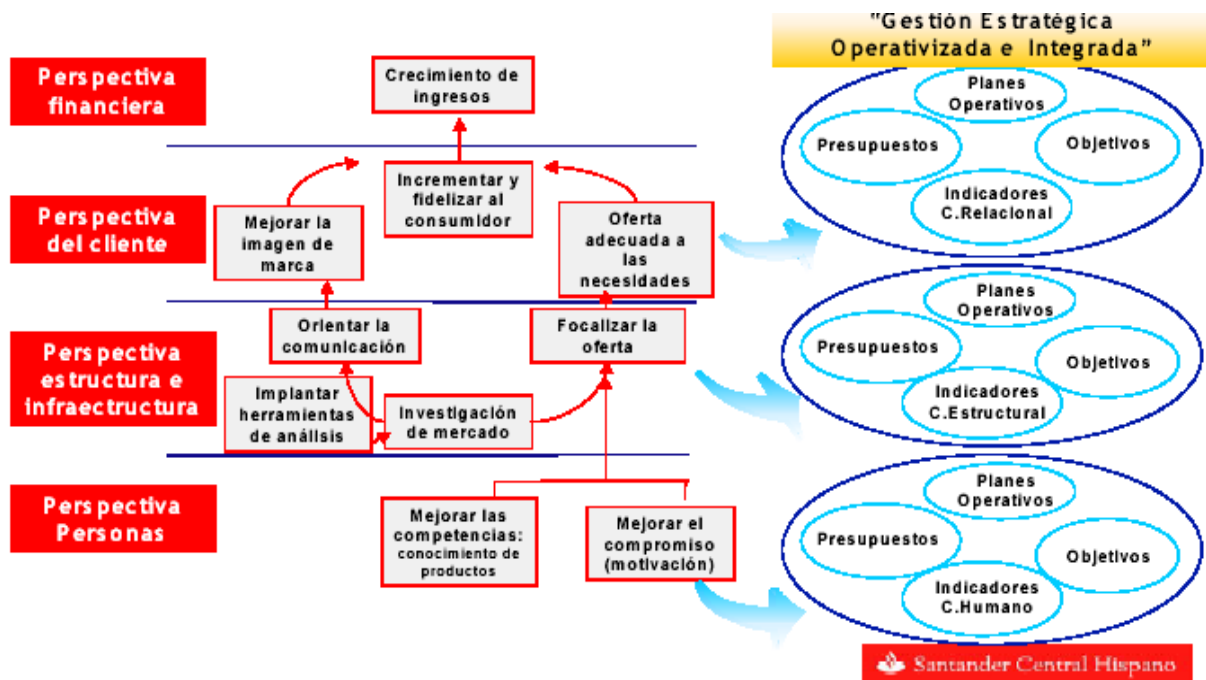 "Gestión Estratégica
Operativizada e Integrada"
Perspectiva
financiera
Crecimiento de
ingresos
Planes
Operativos
Presupuestos
Objetivos
Indicadores
C.Relacional
Perspectiva
del cliente
Mejorar la
imagen de
marca
Incrementar y
fidelizar al
consumidor
Oferta
adecuada a
las
necesidades
Perspectiva
estructura e
infraectructura
Orientar la
comunicación
Focalizar la
oferta
Implantar
herramientas
de análisis
Investigación
de mercado
Planes
Operativos
Presupuestos
Objetivos
Indicadores
C.Estructural
Perspectiva
Personas
Mejorar las
competencias:
conocimiento de
productos
Mejorar el
compromiso
(motivación)
Planes
Operativos
Presupuestos
Objetivos
Indicadores
C.Humano
Santander Central Hispano